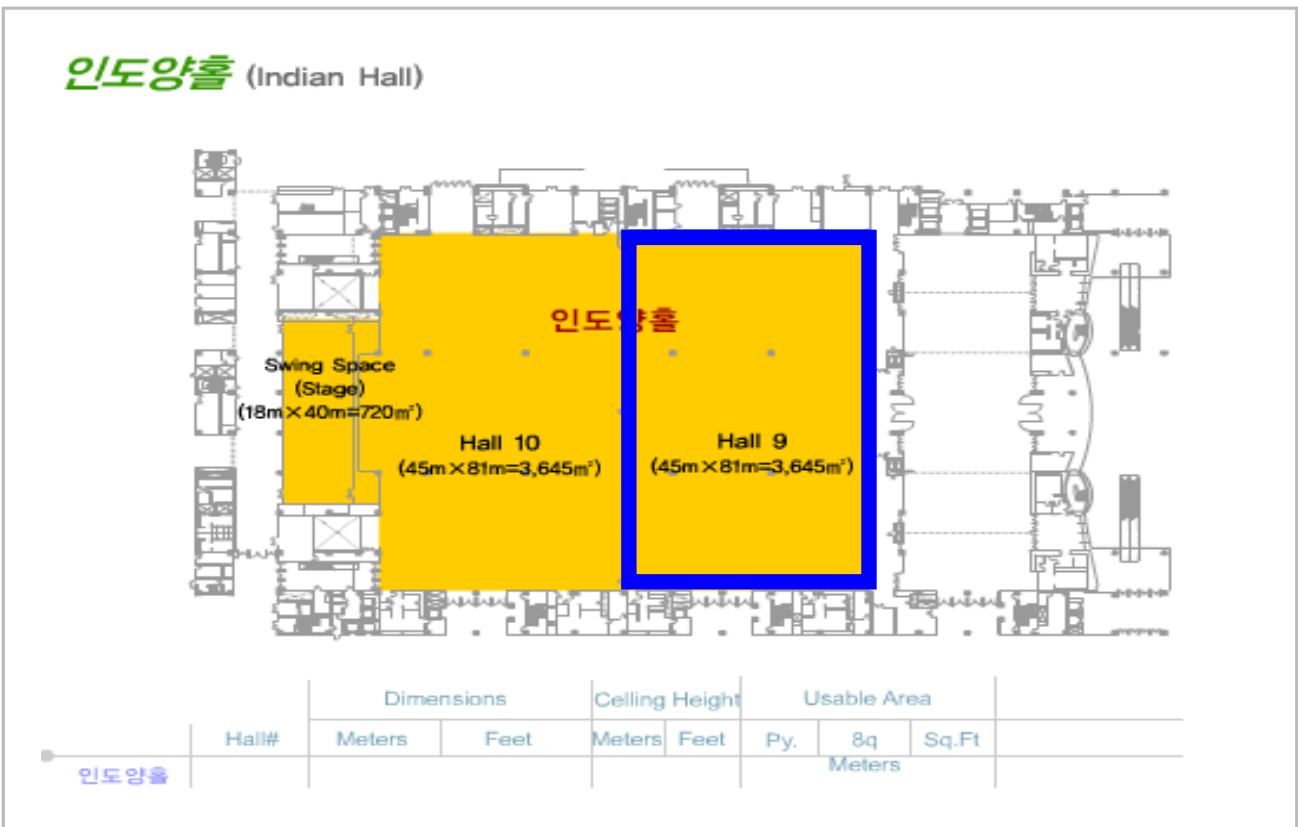 인도양홀 (Indian Hall)
인도양홀
Swing Space
(Stage)
(18m×40m=720㎡)
Hall 10
(45m×81m=3,645㎡)
Hall 9
(45m×81m=3,645㎡)
Dimensions Celling Height Usable Area
Hall# Meters Feet Meters Feet Py. 8q Sq.Ft
Meters
인도양홀